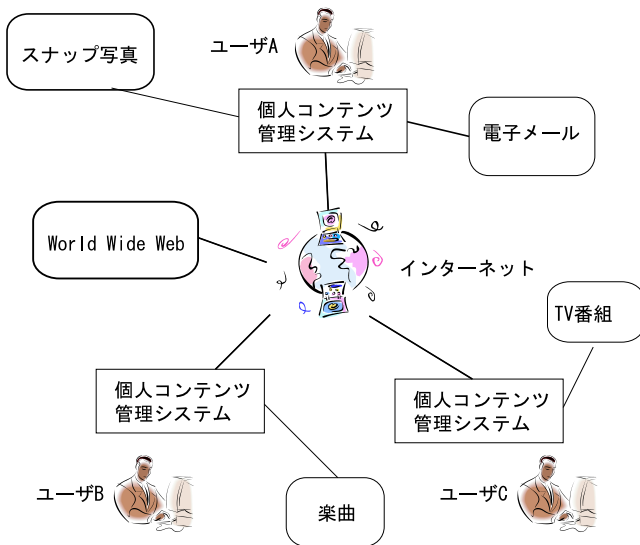 スナップ写真
ユーザA
個人コンテンツ
管理システム
電子メール
World Wide Web
インターネット
TV番組
個人コンテンツ
管理システム
個人コンテンツ
管理システム
ユーザB
楽曲
ユーザC